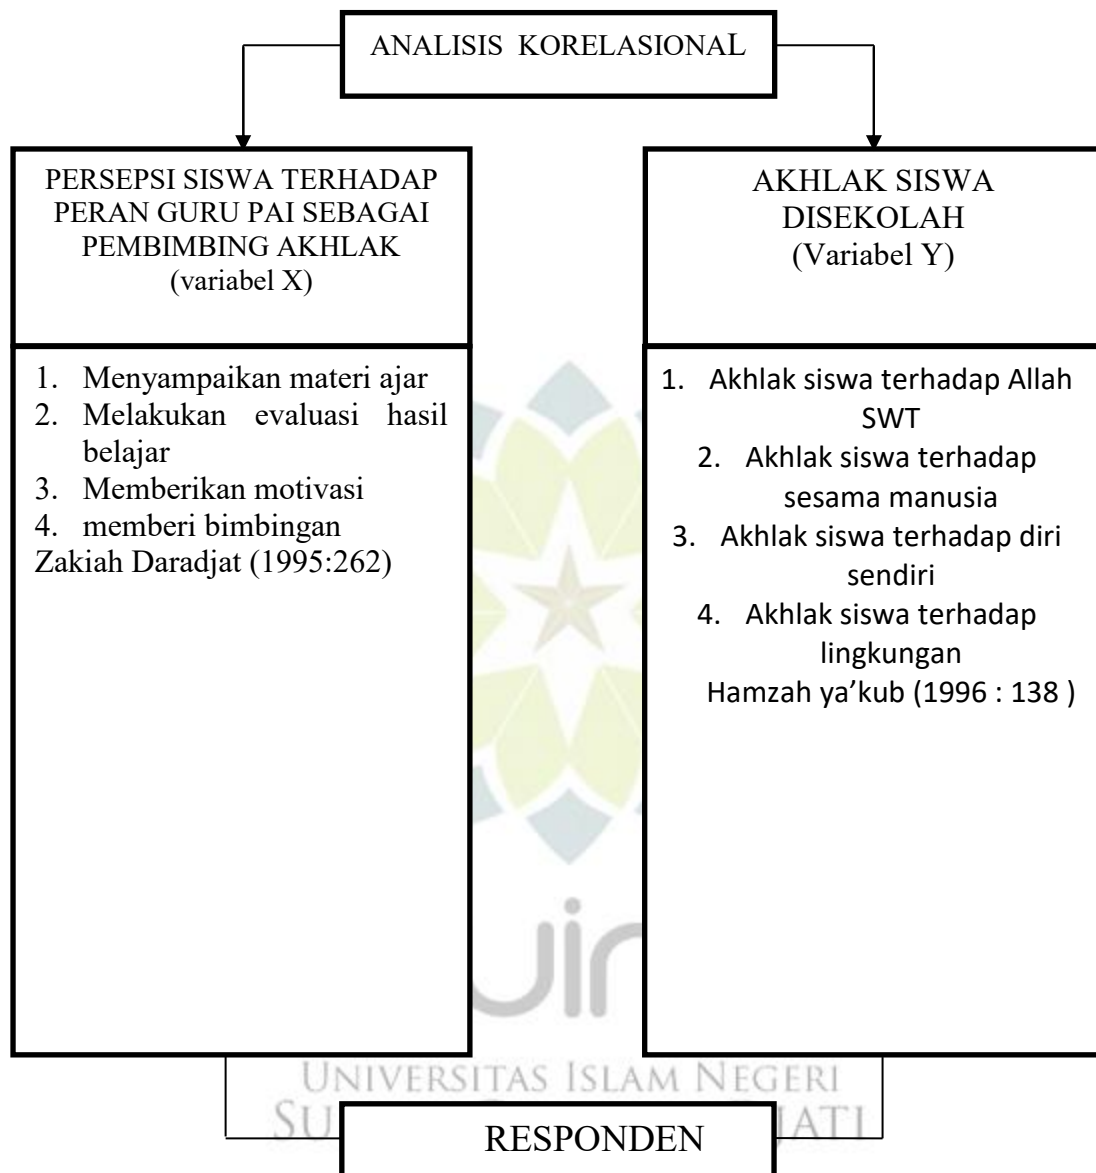 ANALISIS KORELASIONAL
PERSEPSI SISWA TERHADAP
PERAN GURU PAI SEBAGAI
PEMBIMBING AKHLAK
(variabel X)
AKHLAK SISWA
DISEKOLAH
(Variabel Y)
1. Menyampaikan materi ajar
2. Melakukan evaluasi hasil
belajar
3. Memberikan motivasi
4. memberi bimbingan
Zakiah Daradjat (1995:262)
1. Akhlak siswa terhadap Allah
SWT
2. Akhlak siswa terhadap
sesama manusia
3. Akhlak siswa terhadap diri
sendiri
4. Akhlak siswa terhadap
lingkungan
Hamzah ya’kub (1996 : 138 )
UNIVERSITAS ISLAM NEGERI
RESPONDEN